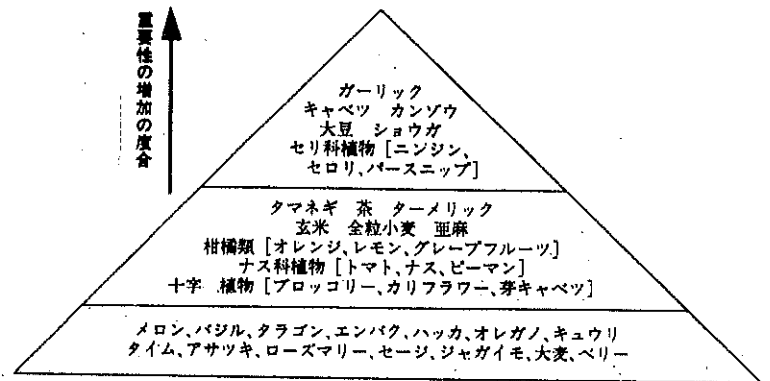 重要性の増加の度合
ガーリック
キャベツ カンゾウ
大豆 ショウガ
セリ科植物［ニンジン、
セロリ、パースニップ］
タマネギ 茶 ターメリック
玄米 全粒小麦 亜麻
柑橘類［オレンジ、レモン、グレープフルーツ］
ナス科植物［トマト、ナス、ピーマン］
十字 植物［ブロッコリー、カリフラワー、芽キャベツ］
メロン、バジル、タラゴン、エンバク、ハッカ、オレガノ、キュウリ
タイム、アサツキ、ローズマリー、セージ、ジャガイモ、大麦、ベリー